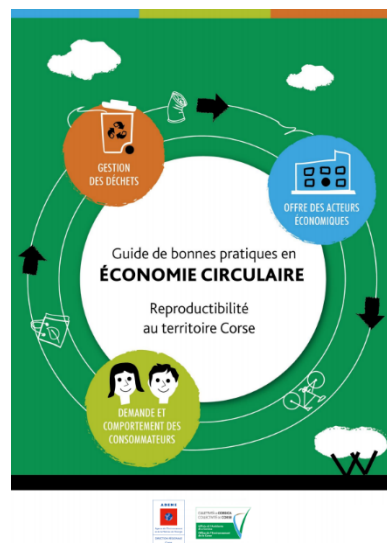 GESTION
DES DÉCHETS
OFFRE DES ACTEURS
ÉCONOMIQUES
Guide de bonnes pratiques en
ÉCONOMIE CIRCULAIRE
Reproductibilité
au territoire Corse
DEMANDE ET
COMPORTEMENT DES
CONSOMMATEURS
ADEME